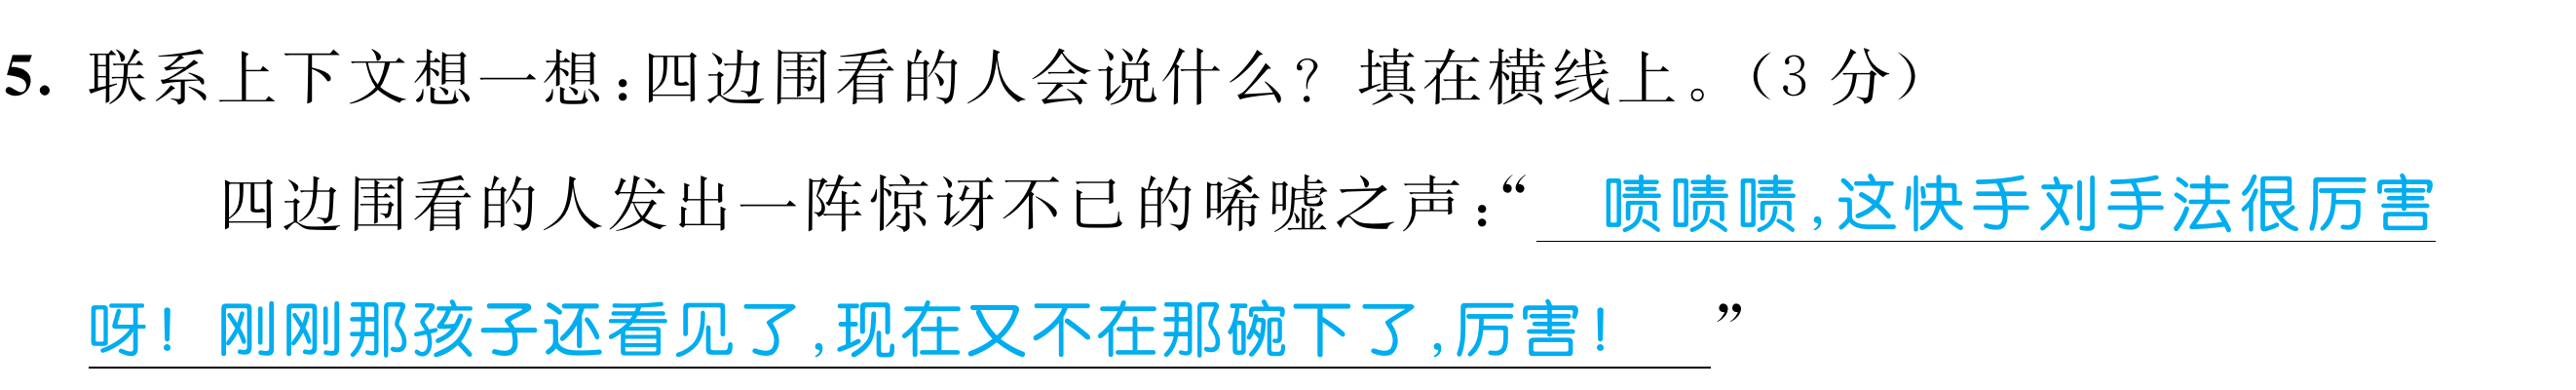 5. 联系上下文想一想:四边围看的人会说什么? 填在横线上。(3 分)
四边围看的人发出一阵惊讶不已的唏嘘之声:“啧啧啧,这快手刘手法很厉害
呀! 刚刚那孩子还看见了,现在又不在那碗下了,厉害! ”